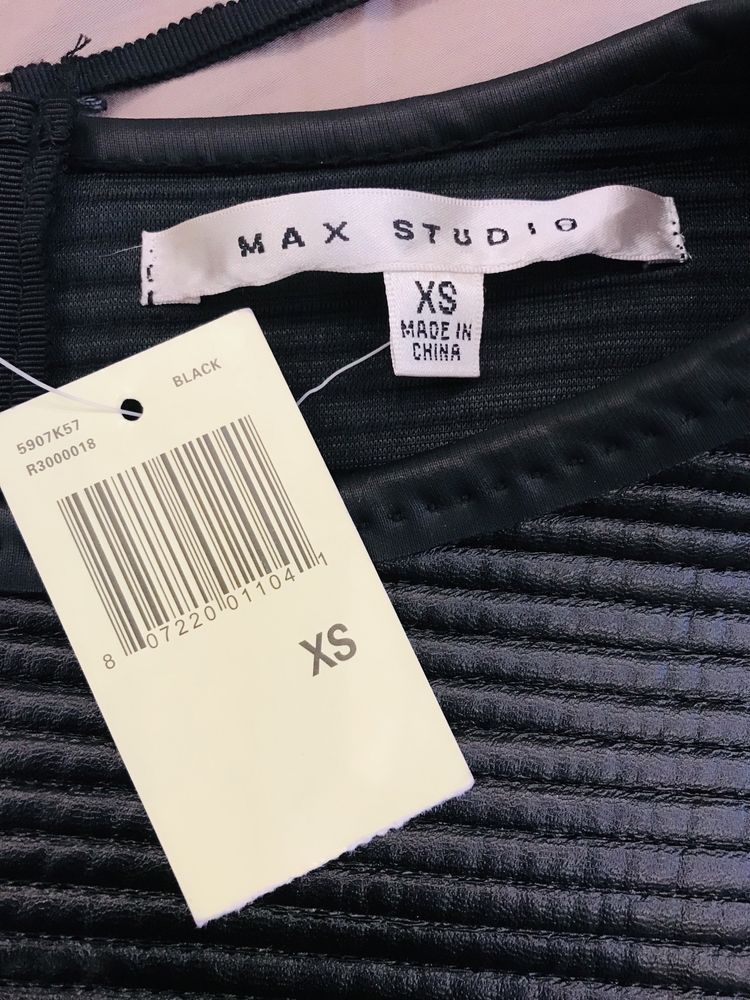 MAX STUDIO
XS
MADE IN
CHINA
BLACK
5907K57
R3000018
8 07220 01104 1
XS